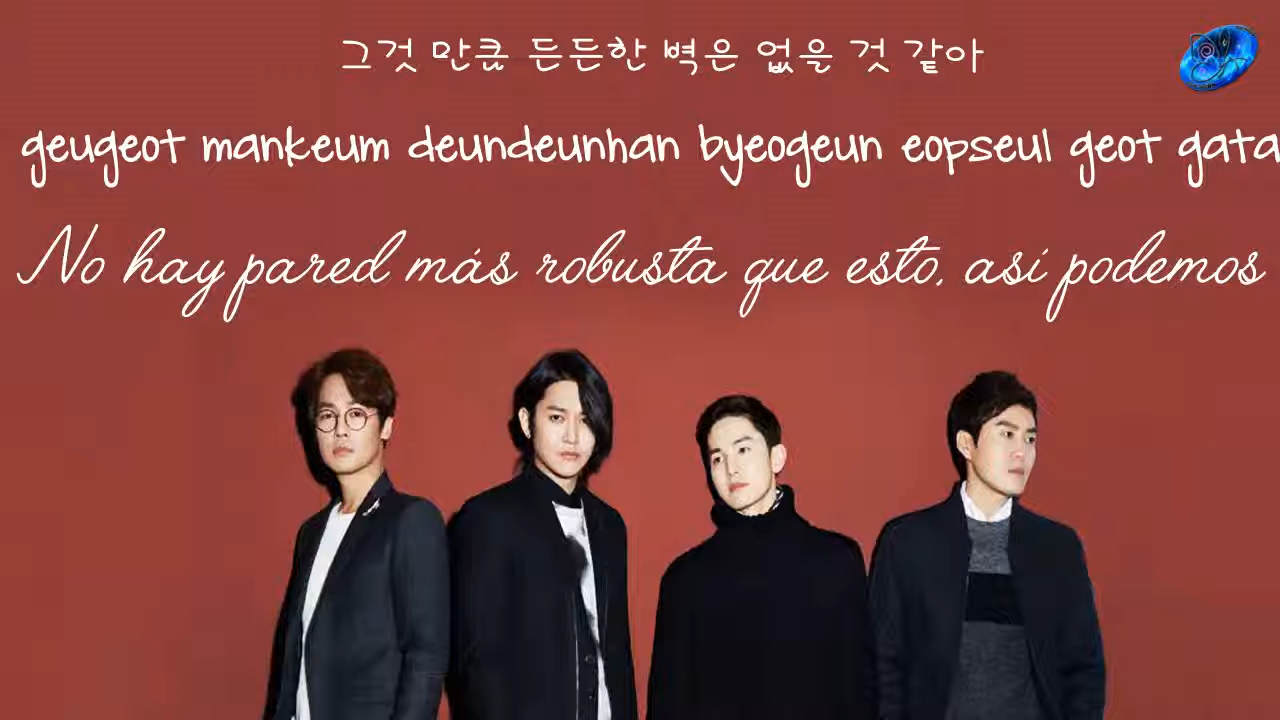 그것 만큼 든든한 벽은 없을 것 같아
geugeot mankeum deundeunhan byeogeun eopseul geot gata
No hay pared más robusta que esto, así podemos